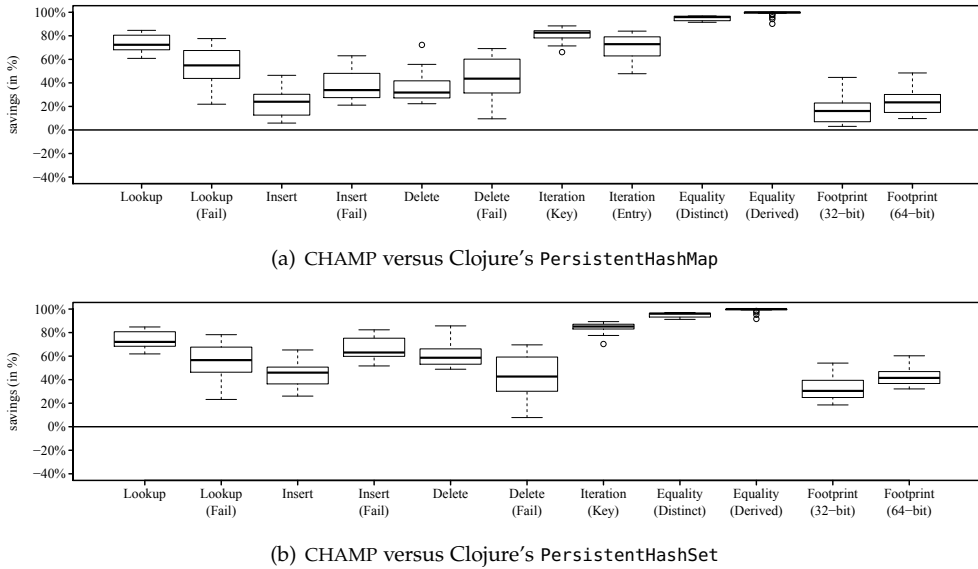 savings (in %)
80%
60%
40%
20%
0%
−20%
−40%
Lookup
Lookup (Fail)
Insert
Insert (Fail)
Delete
Delete (Fail)
Iteration (Key)
Iteration (Entry)
Equality (Distinct)
Equality (Derived)
Footprint (32−bit)
Footprint (64−bit)
100%
(a) CHAMP versus Clojure's PersistentHashMap
savings (in %)
100%
80%
60%
40%
20%
0%
−20%
−40%
Lookup
Lookup (Fail)
Insert
Insert (Fail)
Delete
Delete (Fail)
Iteration (Key)
Equality (Distinct)
Equality (Derived)
Footprint (32−bit)
Footprint (64−bit)
(b) CHAMP versus Clojure's PersistentHashSet